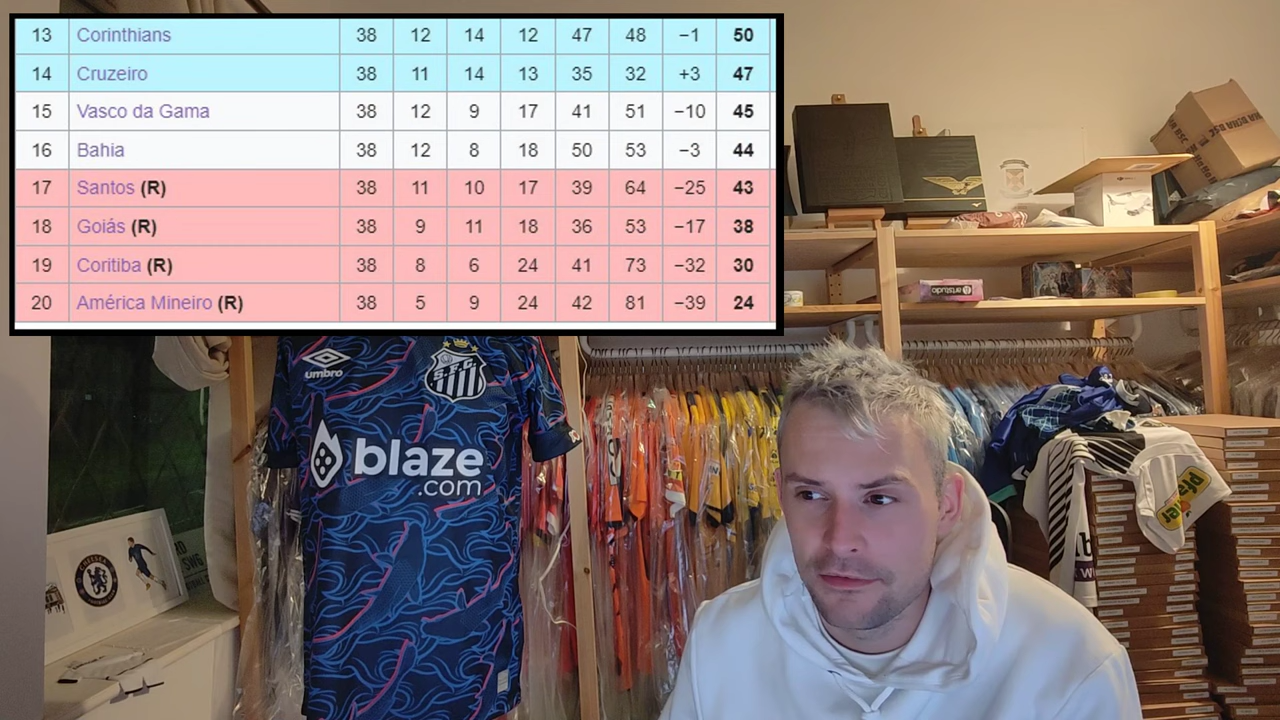 13 Corinthians 38 12 14 12 47 48 −1 50
14 Cruzeiro 38 11 14 13 35 32 +3 47
15 Vasco da Gama 38 12 9 17 41 51 −10 45
16 Bahia 38 12 8 18 50 53 −3 44
17 Santos (R) 38 11 10 17 39 64 −25 43
18 Goiás (R) 38 9 11 18 36 53 −17 38
19 Coritiba (R) 38 8 6 24 41 73 −32 30
20 América Mineiro (R) 38 5 9 24 42 81 −39 24
umbro
S.F.C.
blaze
.com
CHELSEA